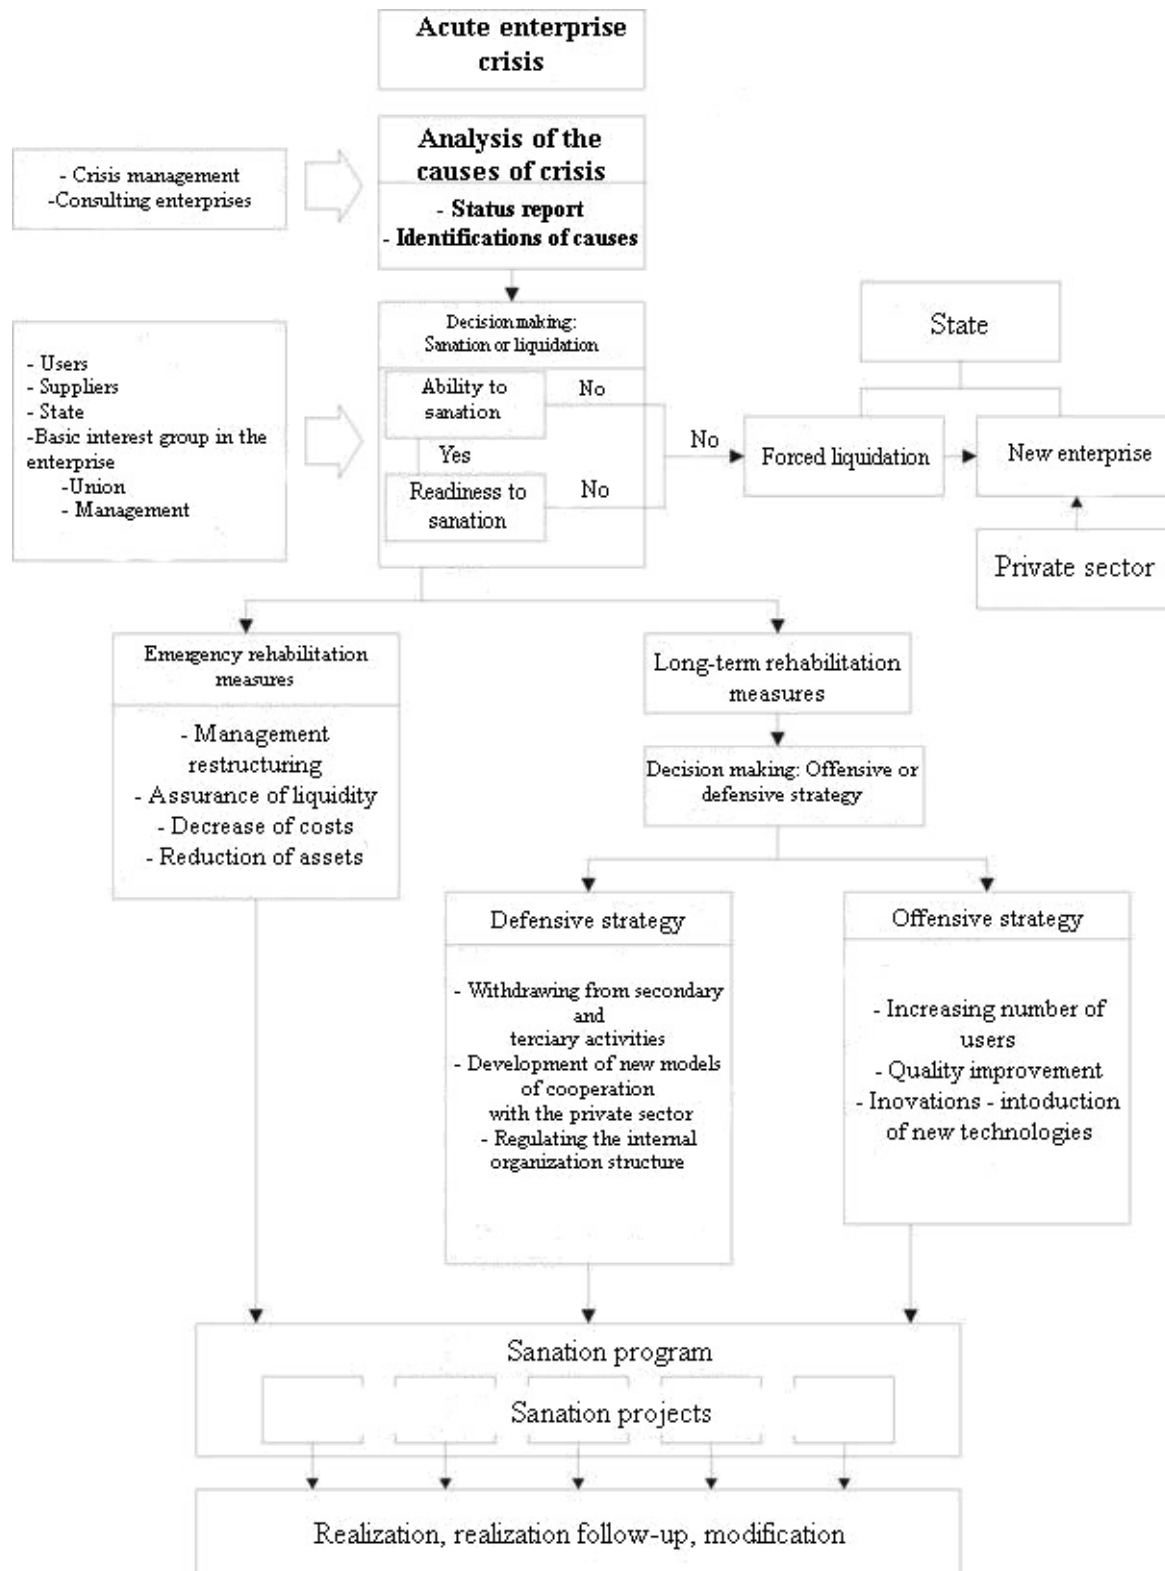 Acute enterprise
crisis
Analysis of the
causes of crisis
- Status report
- Identifications of causes
- Crisis management
-Consulting enterprises
Decision making:
Sanation or liquidation
Ability to
sanation
No
Yes
Readiness to
sanation
No
- Users
- Suppliers
- State
-Basic interest group in the
enterprise
-Union
- Management
No
Forced liquidation
State
New enterprise
Private sector
Emergency rehabilitation
measures
- Management
restructuring
- Assurance of liquidity
- Decrease of costs
- Reduction of assets
Long-term rehabilitation
measures
Decision making: Offensive or
defensive strategy
Defensive strategy
- Withdrawing from secondary
and
terciary activities
- Development of new models
of cooperation
with the private sector
- Regulating the internal
organization structure
Offensive strategy
- Increasing number of
users
- Quality improvement
- Inovations - intoduction
of new technologies
Sanation program
Sanation projects
Realization, realization follow-up, modification